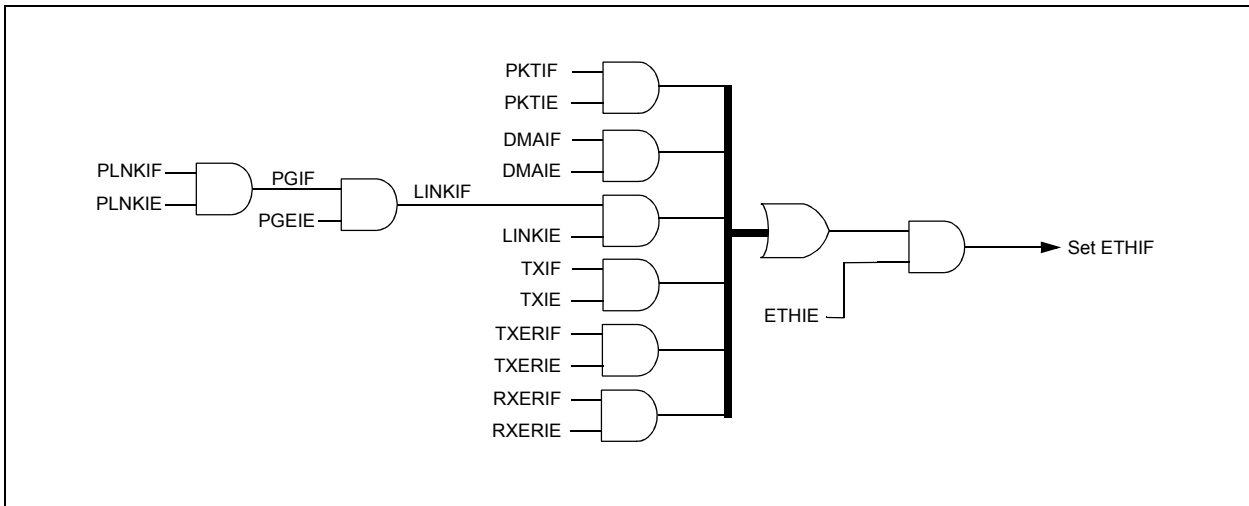 PKTIF
PKTIE
DMAIF
DMAIE
PLNKIF
PLNKIE
PGIF
PGEIE
LINKIF
LINKIE
TXIF
TXIE
TXERIF
TXERIE
RXERIF
RXERIE
ETHIE
Set ETHIF